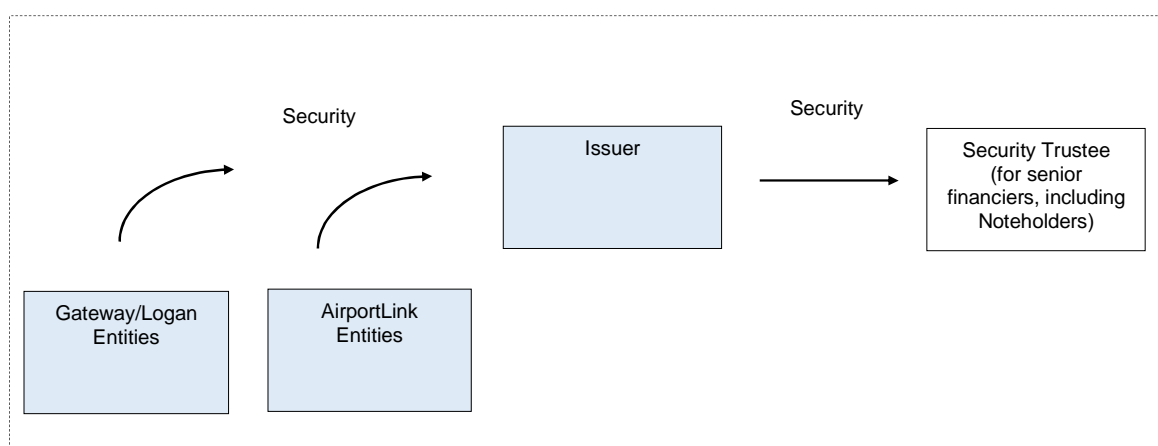 Security
Security
Issuer
Security Trustee
(for senior
financiers, including
Noteholders)
Gateway/Logan
Entities
AirportLink
Entities